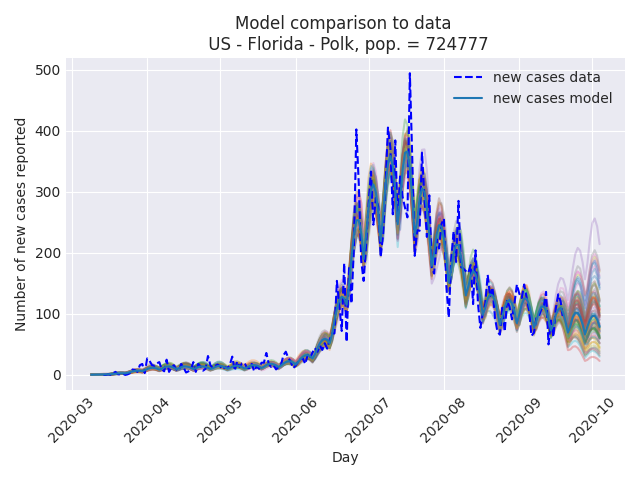 Model comparison to data
US - Florida - Polk, pop. = 724777
new cases data
new cases model
Number of new cases reported
500
400
300
200
100
0
2020-03
2020-04
2020-05
2020-06
2020-07
2020-08
2020-09
2020-10
Day